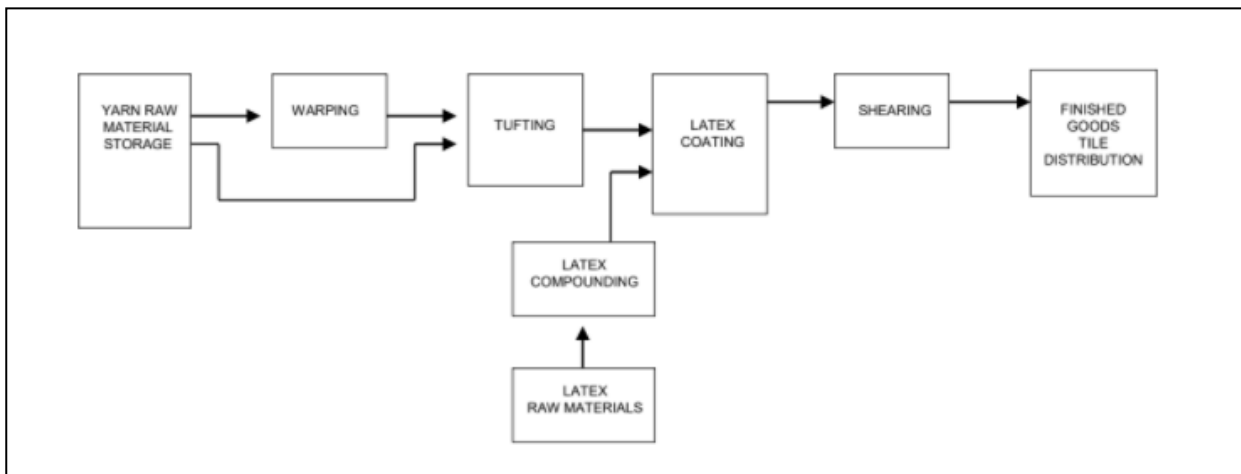 YARN RAW
MATERIAL
STORAGE
WARPING
TUFTING
LATEX
COATING
SHEARING
FINISHED
GOODS
TILE
DISTRIBUTION
LATEX
COMPOUNDING
LATEX
RAW MATERIALS